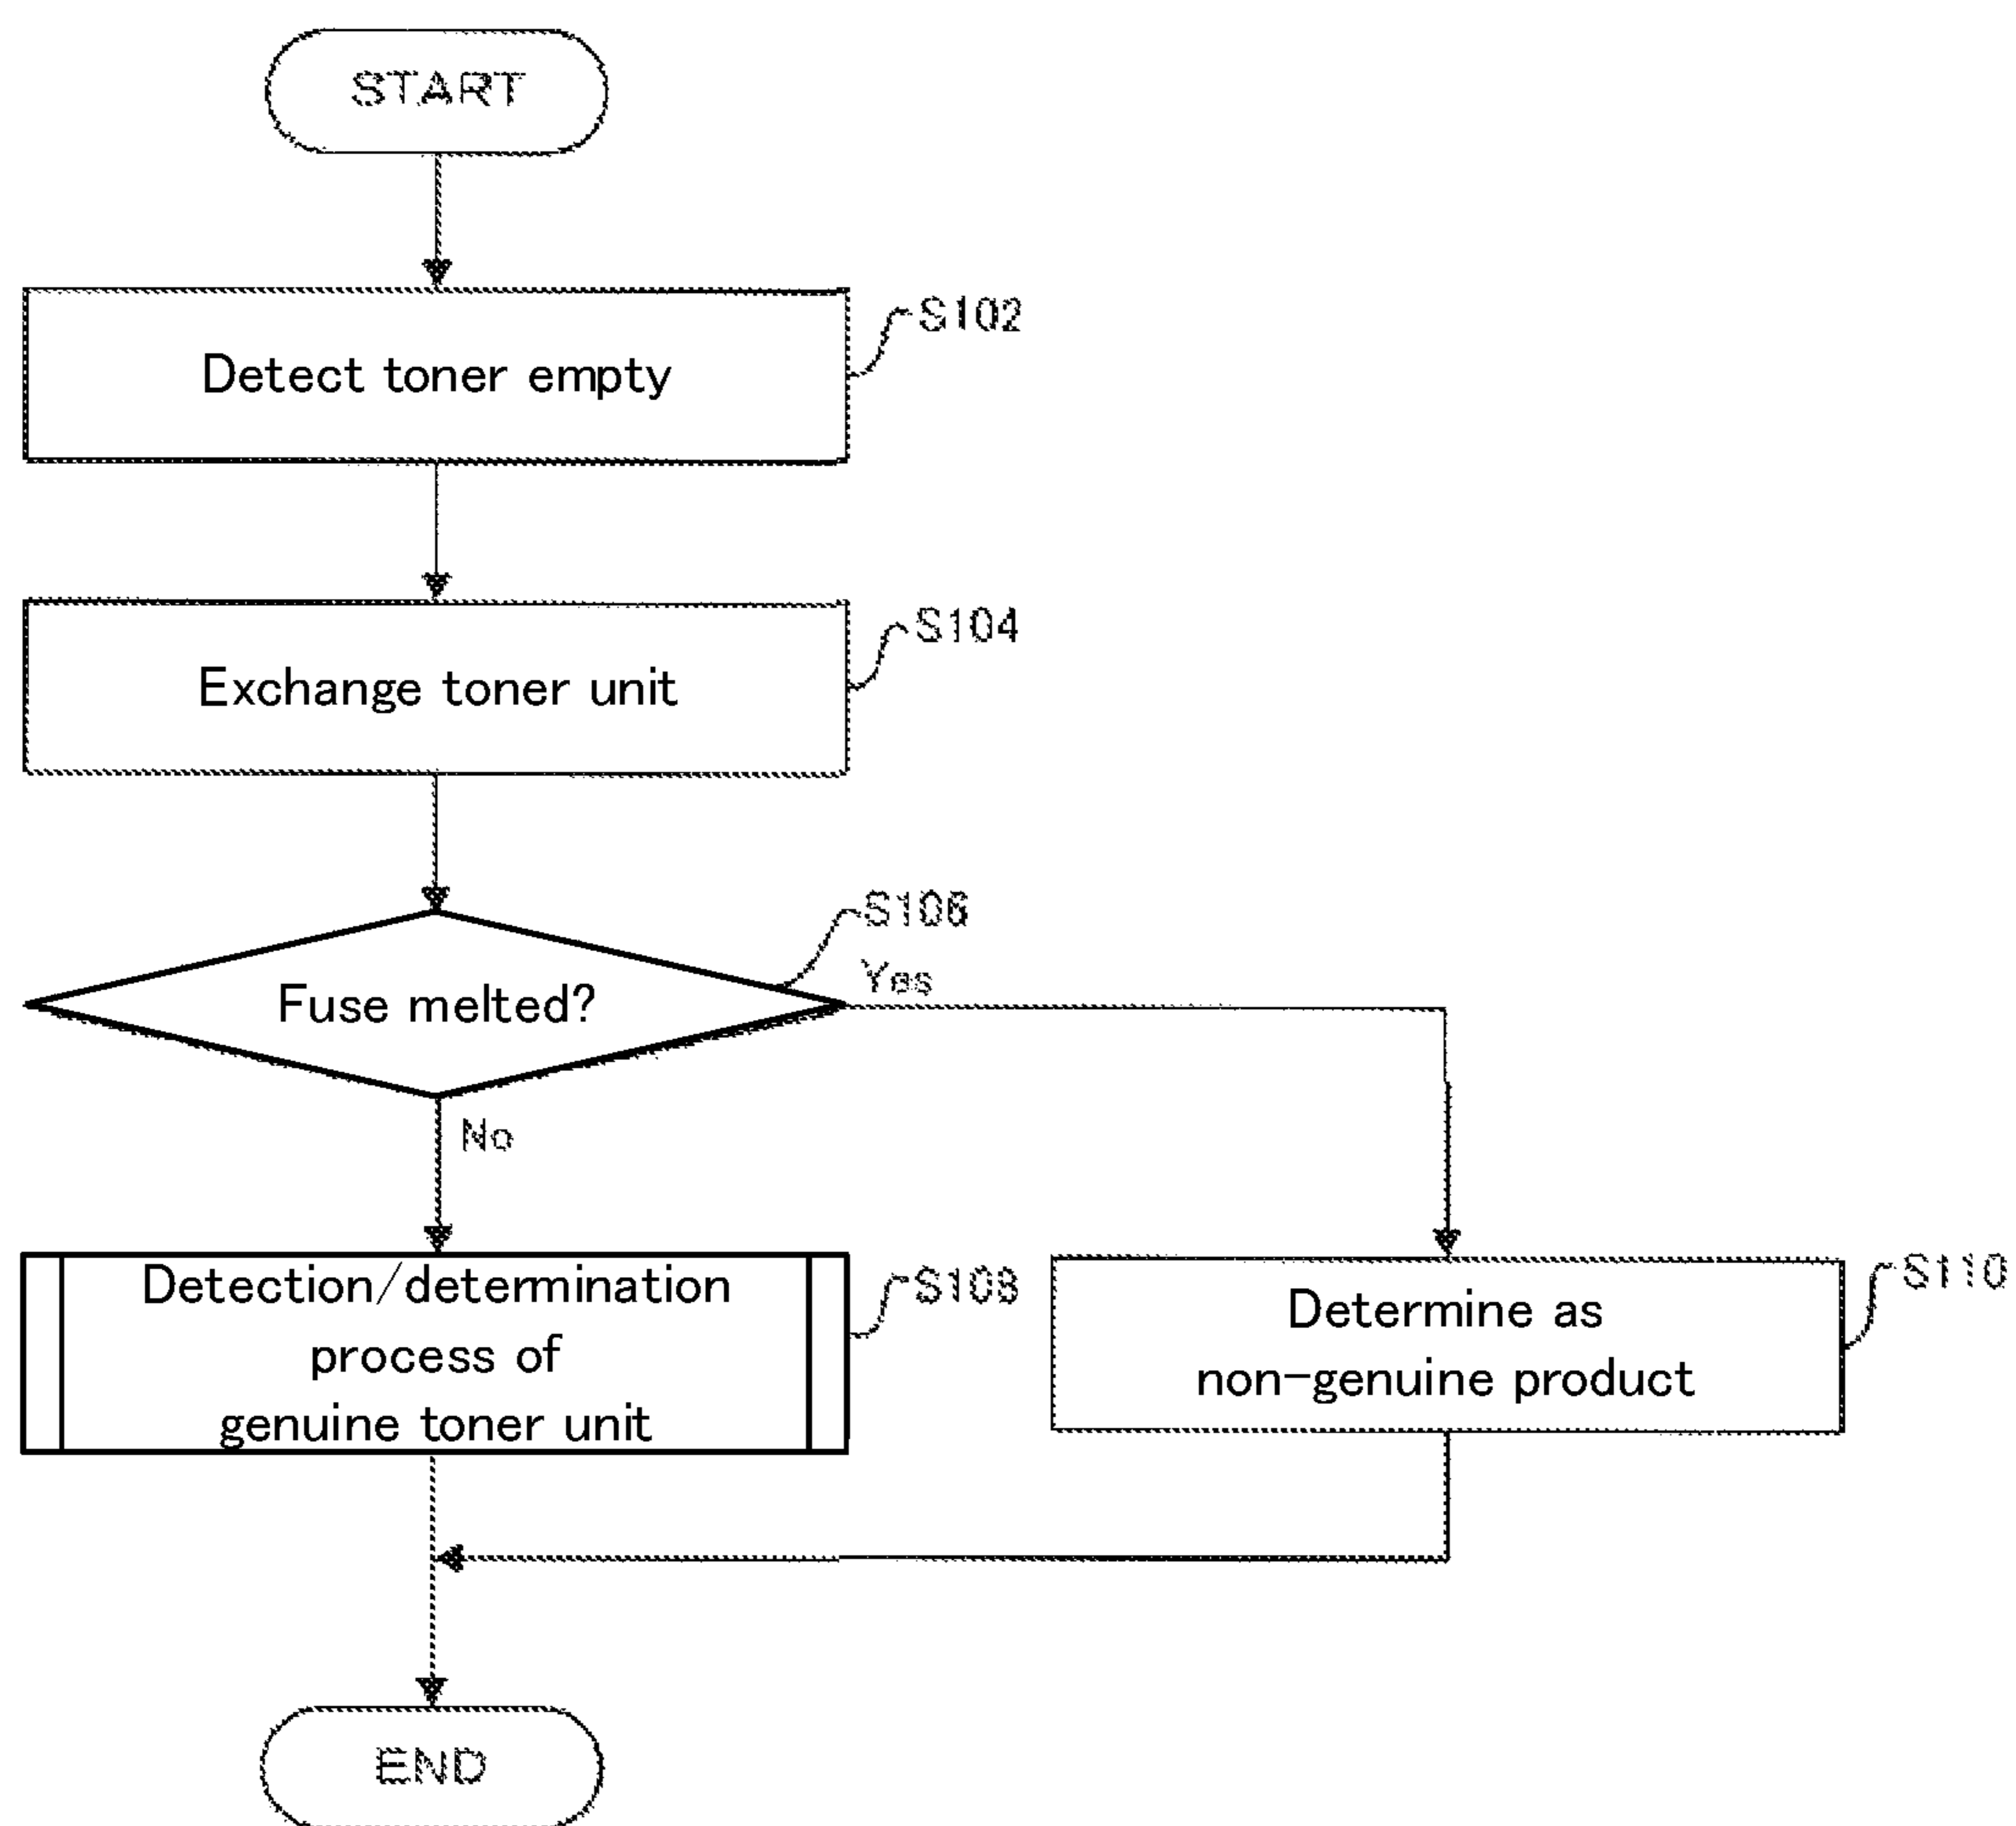 START
S102
Detect toner empty
S104
Exchange toner unit
S106
Yes
Fuse melted?
No
Detection/determination
process of
genuine toner unit
S108
Determine as
non-genuine product
S110
END